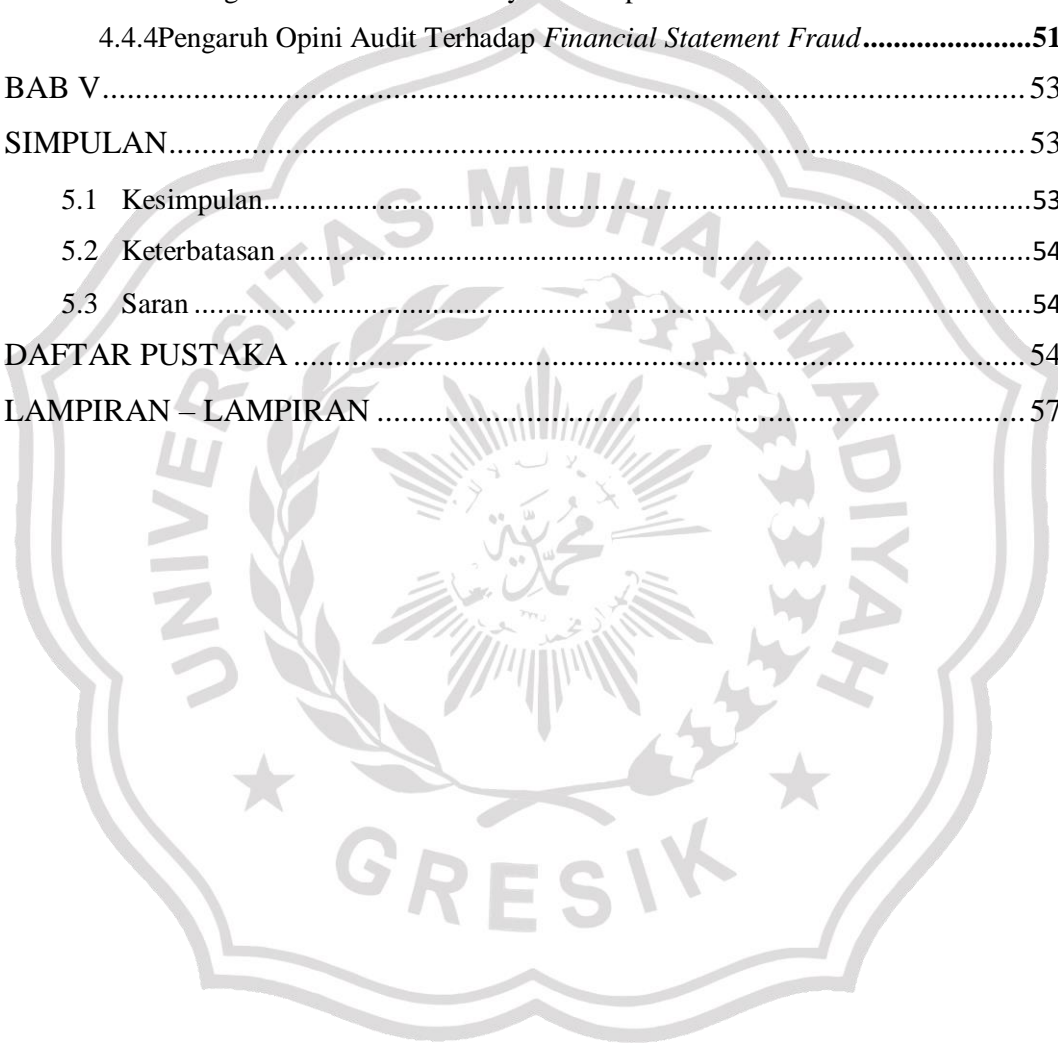 4.4.4Pengaruh Opini Audit Terhadap Financial Statement Fraud.......................51
BAB V................................................................................................................. 53
SIMPULAN......................................................................................................... 53
5.1 Kesimpulan..................................................................................................53
5.2 Keterbatasan ................................................................................................54
5.3 Saran ...........................................................................................................54
DAFTAR PUSTAKA .......................................................................................... 54
LAMPIRAN – LAMPIRAN ................................................................................ 57
UNIVERSITAS MUHAMMADIYAH
GRESIK